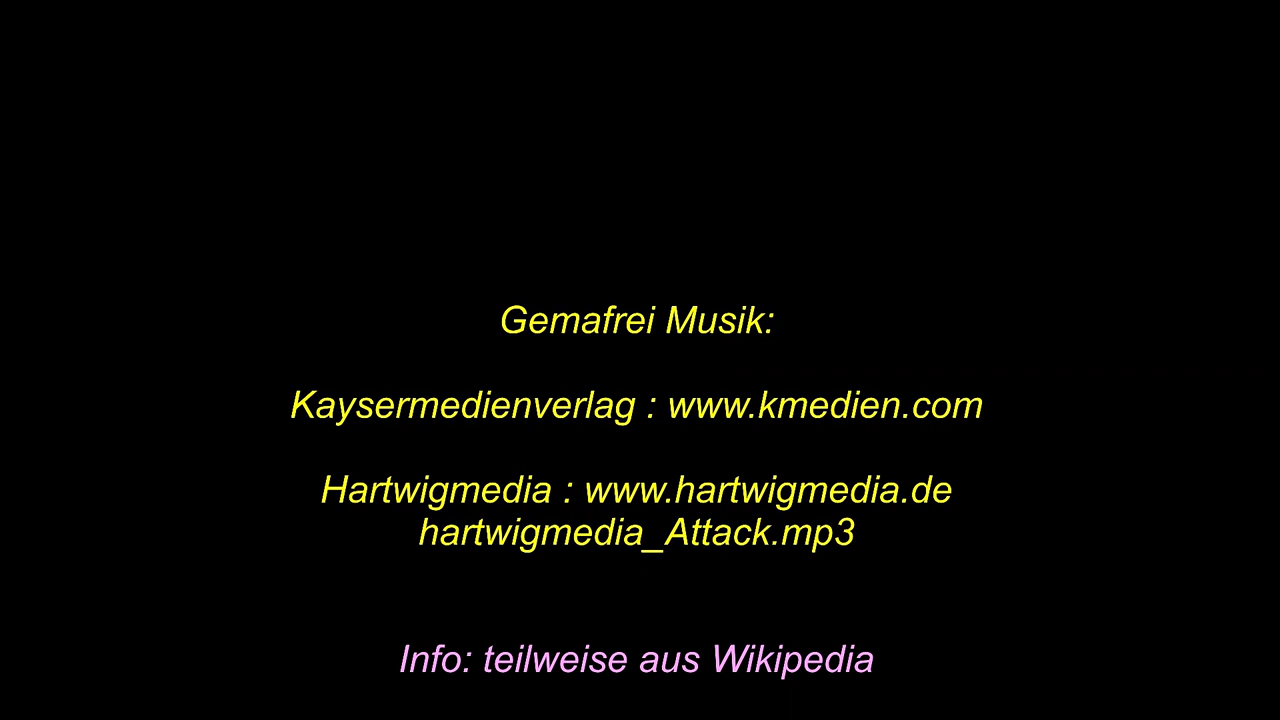 Gemafrei Musik:
Kaysermedienverlag : www.kmedien.com
Hartwigmedia : www.hartwigmedia.de
hartwigmedia_Attack.mp3
Info: teilweise aus Wikipedia